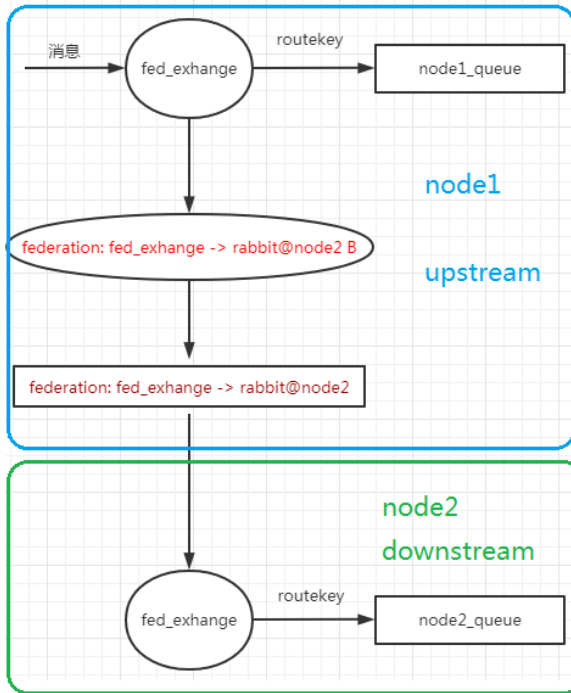 消息
routekey
fed_exhange
node1_queue
node1
federation: fed_exhange -> rabbit@node2 B
upstream
federation: fed_exhange -> rabbit@node2
node2
downstream
routekey
fed_exhange
node2_queue